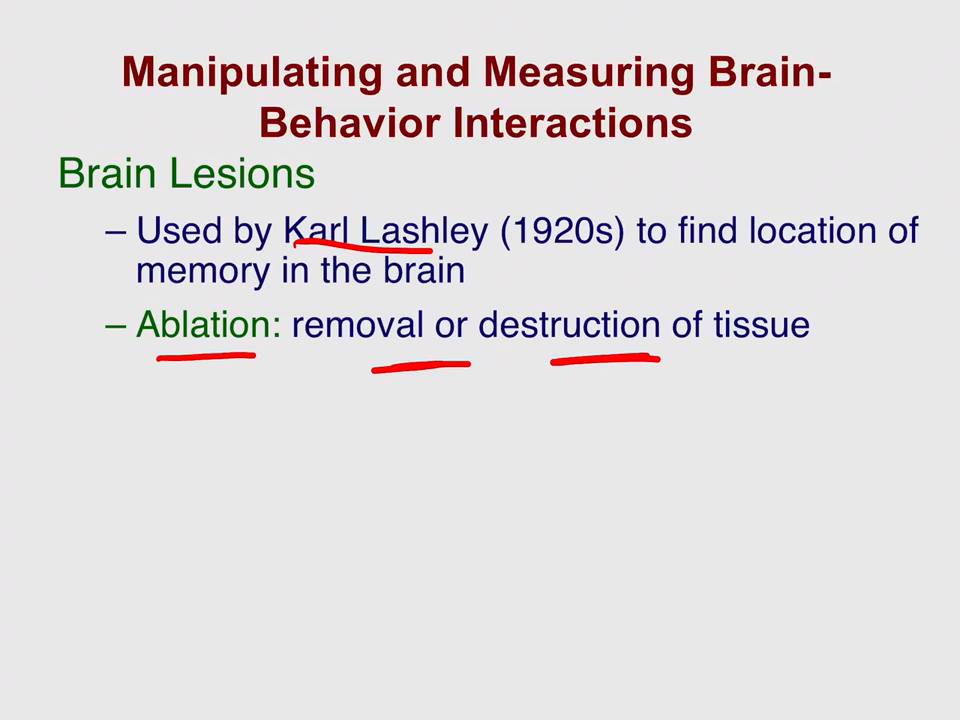 Manipulating and Measuring Brain-
Behavior Interactions
Brain Lesions
– Used by Karl Lashley (1920s) to find location of
memory in the brain
– Ablation: removal or destruction of tissue